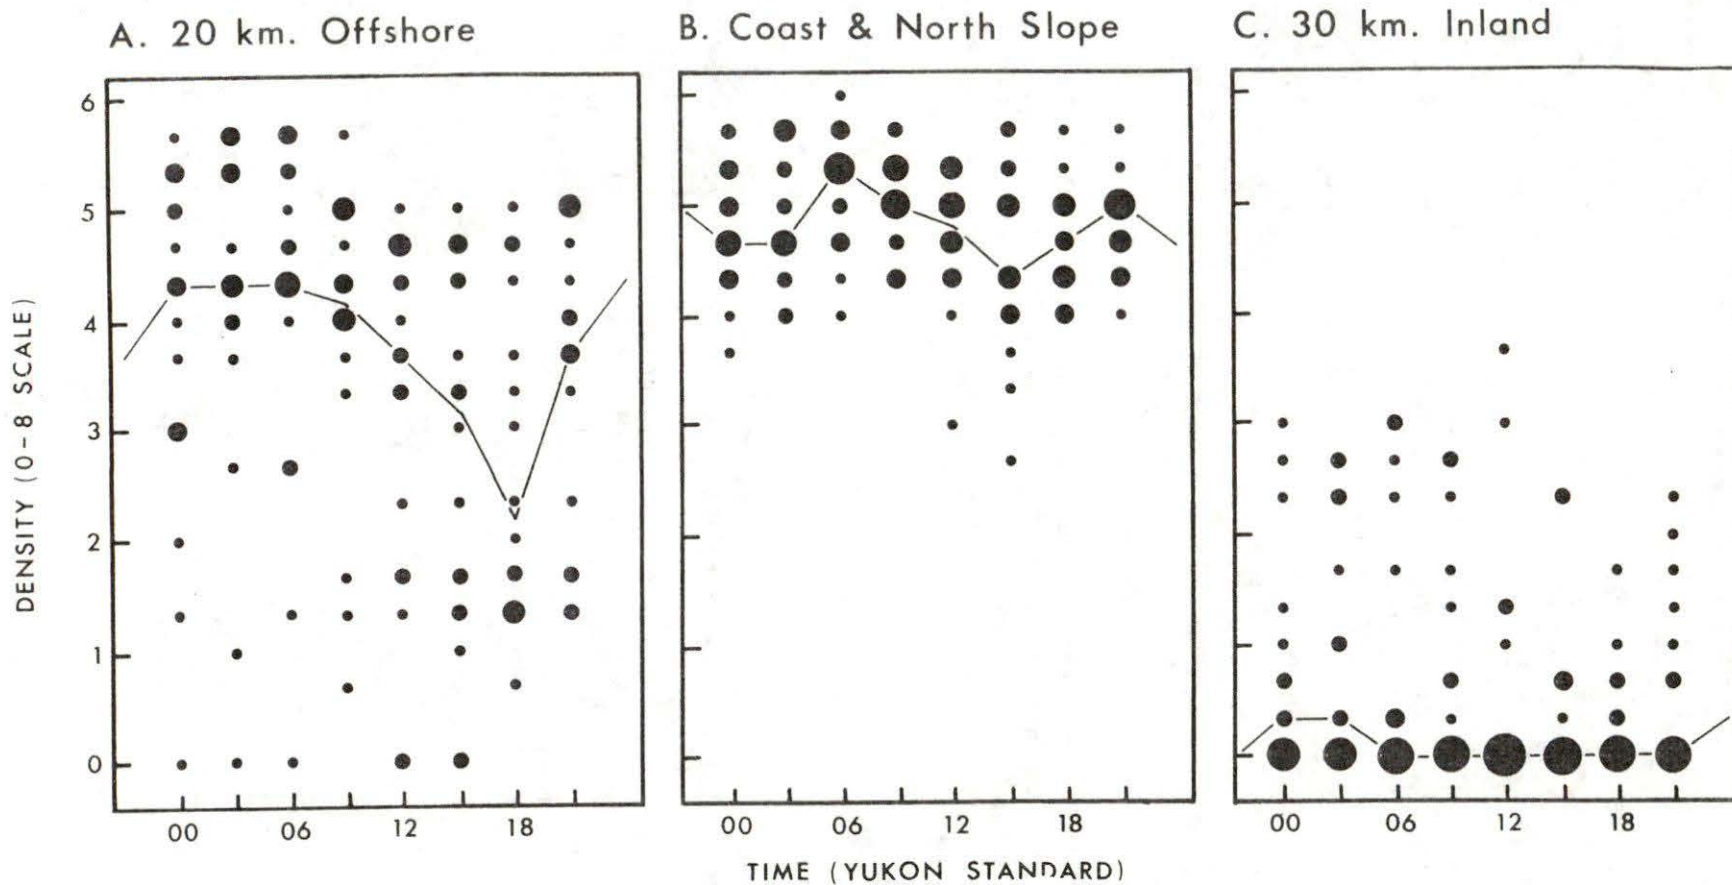 A. 20 km. Offshore
B. Coast & North Slope
C. 30 km. Inland
DENSITY (0-8 SCALE)
6
5
4
3
2
1
0
00 06 12 18
00 06 12 18
00 06 12 18
TIME (YUKON STANDARD)